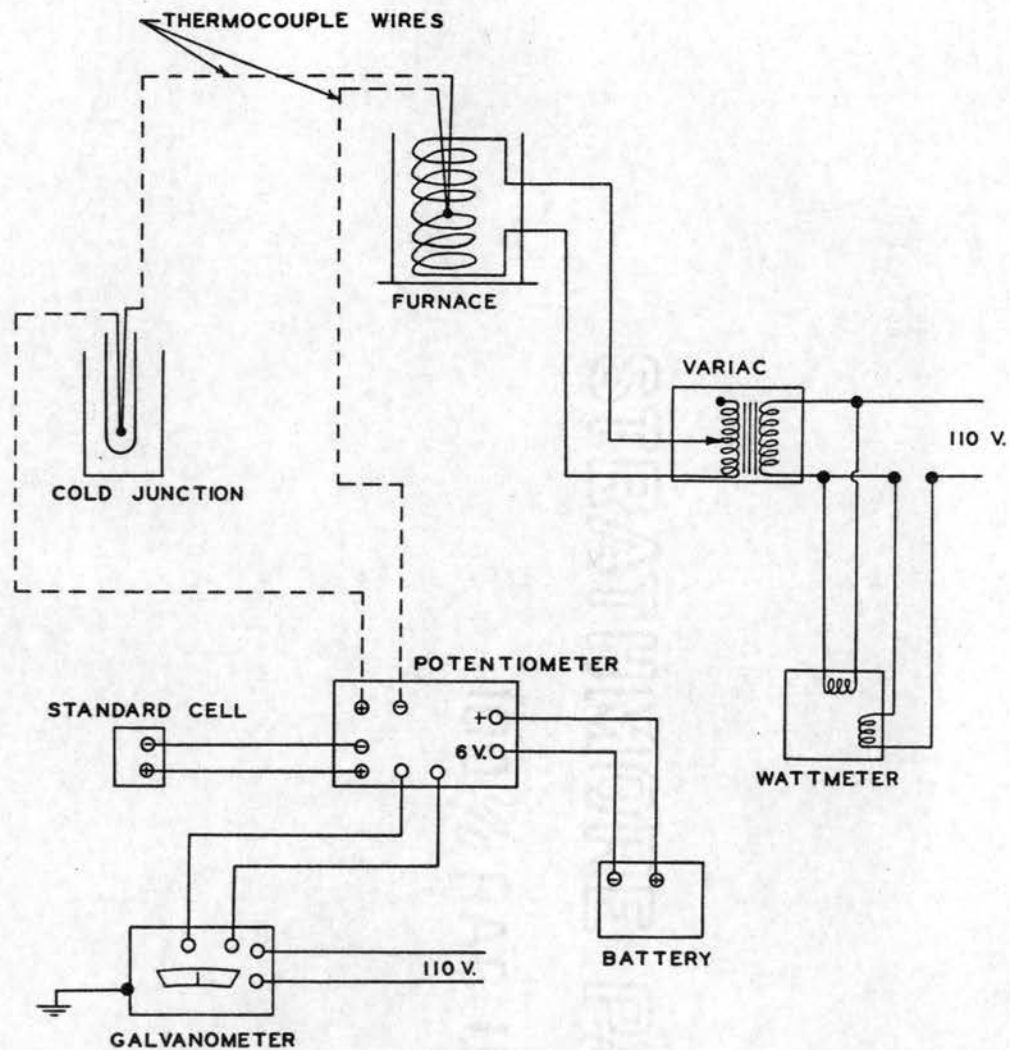 THERMOCOUPLE WIRES
FURNACE
VARIAC
110 V.
COLD JUNCTION
POTENTIOMETER
STANDARD CELL
+
6 V.
WATTMETER
BATTERY
110 V.
GALVANOMETER